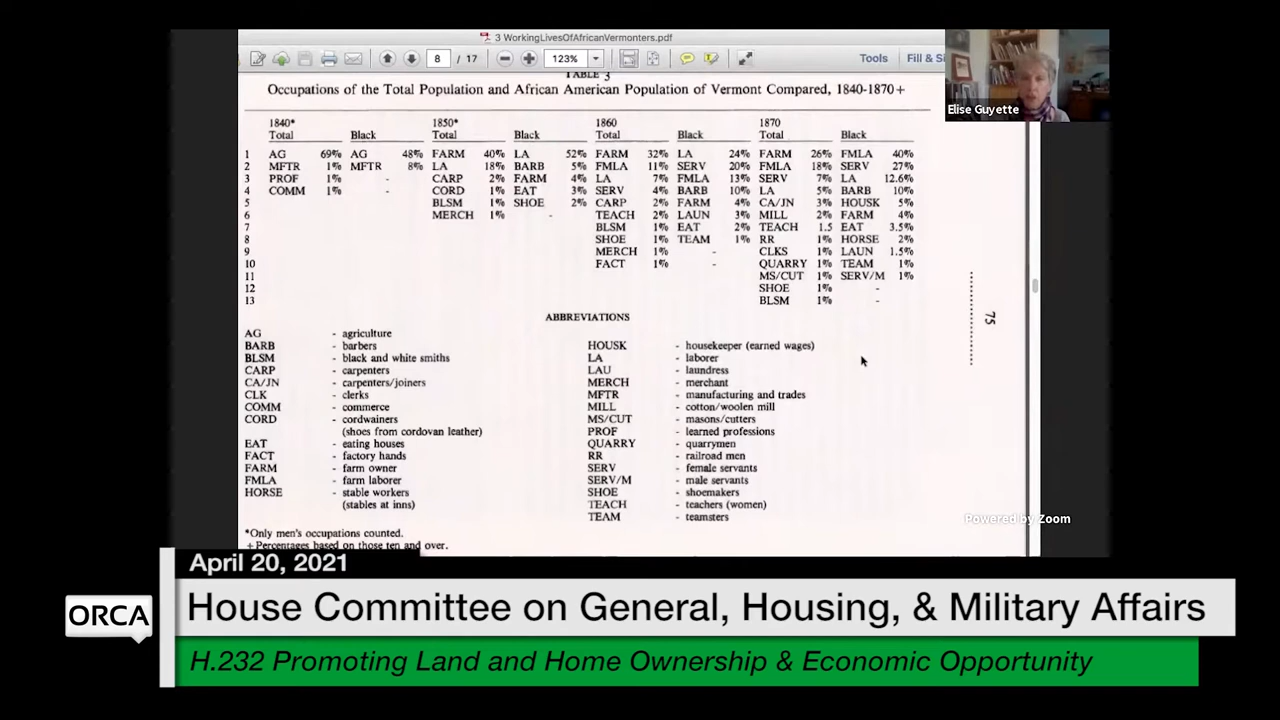 3 WorkingLivesOfAfricanVermonters.pdf
8 / 17 123% Tools Fill & Si
Elise Guyette
TABLE 3
Occupations of the Total Population and African American Population of Vermont Compared, 1840-1870+
1840* 1850* 1860 1870
Total Black Total Black Total Black Total Black
1 AG 69% AG 48% FARM 40% LA 52% FARM 32% LA 24% FARM 26% FMLA 40%
2 MFTR 1% MFTR 8% LA 18% BARB 5% FMLA 11% SERV 20% FMLA 18% SERV 27%
3 PROF 1% - CARP 2% FARM 4% LA 7% FMLA 13% SERV 7% LA 12.6%
4 COMM 1% - CORD 1% EAT 3% SERV 4% BARB 10% LA 5% BARB 10%
5 BLSM 1% SHOE 2% CARP 2% FARM 4% CA/JN 3% HOUSK 5%
6 MERCH 1% - TEACH 2% LAUN 3% MILL 2% FARM 4%
7 BLSM 1% EAT 2% TEACH 1.5 EAT 3.5%
8 SHOE 1% TEAM 1% RR 1% HORSE 2%
9 MERCH 1% - CLKS 1% LAUN 1.5%
10 FACT 1% - QUARRY 1% TEAM 1%
11 MS/CUT 1% SERV/M 1%
12 SHOE 1% -
13 BLSM 1% -
75
ABBREVIATIONS
AG - agriculture
BARB - barbers
BLSM - black and white smiths
CARP - carpenters
CA/JN - carpenters/joiners
CLK - clerks
COMM - commerce
CORD - cordwainers
(shoes from cordovan leather)
EAT - eating houses
FACT - factory hands
FARM - farm owner
FMLA - farm laborer
HORSE - stable workers
(stables at inns)
HOUSK - housekeeper (earned wages)
LA - laborer
LAU - laundress
MERCH - merchant
MFTR - manufacturing and trades
MILL - cotton/woolen mill
MS/CUT - masons/cutters
PROF - learned professions
QUARRY - quarrymen
RR - railroad men
SERV - female servants
SERV/M - male servants
SHOE - shoemakers
TEACH - teachers (women)
TEAM - teamsters
*Only men's occupations counted.
+Percentages based on those ten and over.
Powered by Zoom
April 20, 2021
ORCA
House Committee on General, Housing, & Military Affairs
H.232 Promoting Land and Home Ownership & Economic Opportunity